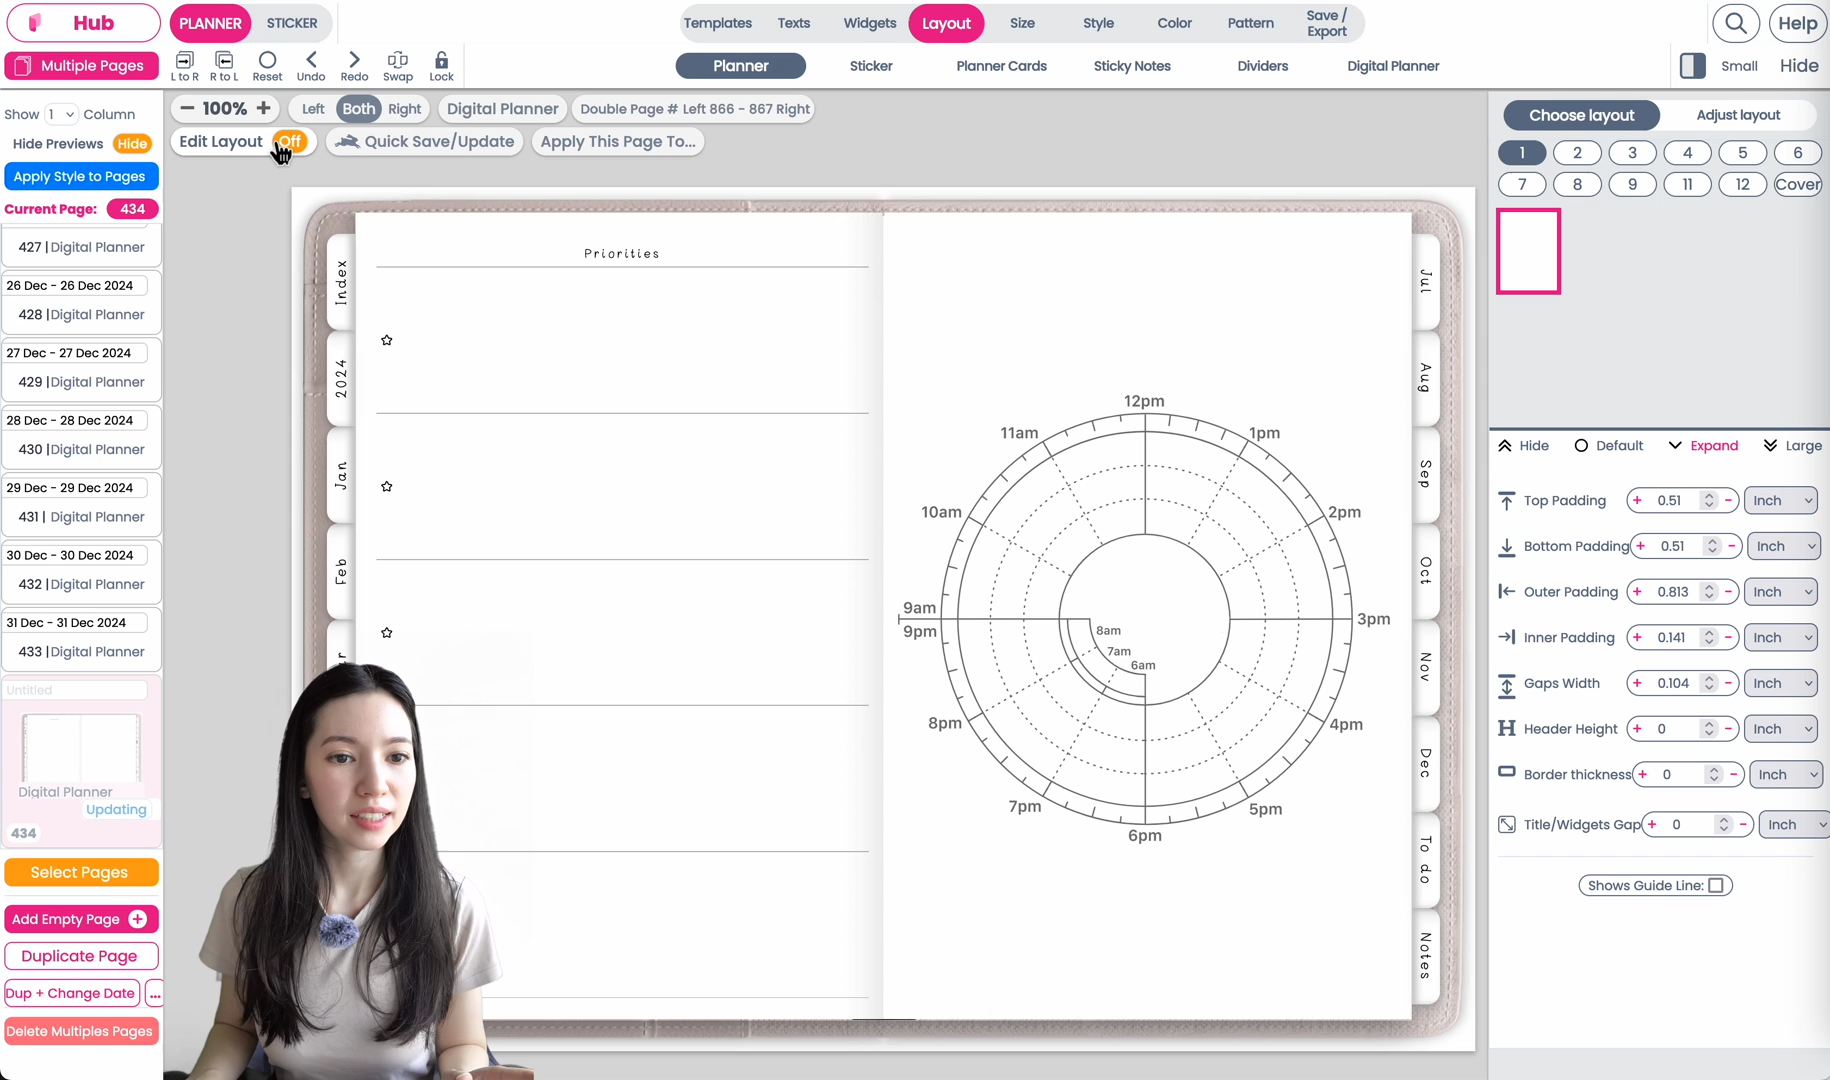 Hub
PLANNER
STICKER
Templates
Texts
Widgets
Layout
Size
Style
Color
Pattern
Save /
Export
Help
Multiple Pages
L to R
R to L
Reset
Undo
Redo
Swap
Lock
Planner
Sticker
Planner Cards
Sticky Notes
Dividers
Digital Planner
Small
Hide
Show 1 Column
Hide Previews Hide
Apply Style to Pages
Current Page: 434
427 | Digital Planner
26 Dec - 26 Dec 2024
428 | Digital Planner
27 Dec - 27 Dec 2024
429 | Digital Planner
28 Dec - 28 Dec 2024
430 | Digital Planner
29 Dec - 29 Dec 2024
431 | Digital Planner
30 Dec - 30 Dec 2024
432 | Digital Planner
31 Dec - 31 Dec 2024
433 | Digital Planner
Untitled
Digital Planner
Updating
434
Select Pages
Add Empty Page +
Duplicate Page
Dup + Change Date ...
Delete Multiples Pages
− 100% +
Left
Both
Right
Digital Planner
Double Page # Left 866 - 867 Right
Edit Layout Off
Quick Save/Update
Apply This Page To...
Index
2024
Jan
Feb
Priorities
12pm
1pm
2pm
3pm
4pm
5pm
6pm
7pm
8pm
9pm
9am
10am
11am
8am
7am
6am
Jul
Aug
Sep
Oct
Nov
Dec
To do
Notes
Choose layout
Adjust layout
1 2 3 4 5 6
7 8 9 11 12 Cover
Hide
Default
Expand
Large
Top Padding + 0.51 - Inch
Bottom Padding + 0.51 - Inch
Outer Padding + 0.813 - Inch
Inner Padding + 0.141 - Inch
Gaps Width + 0.104 - Inch
Header Height + 0 - Inch
Border thickness + 0 - Inch
Title/Widgets Gap + 0 - Inch
Shows Guide Line: